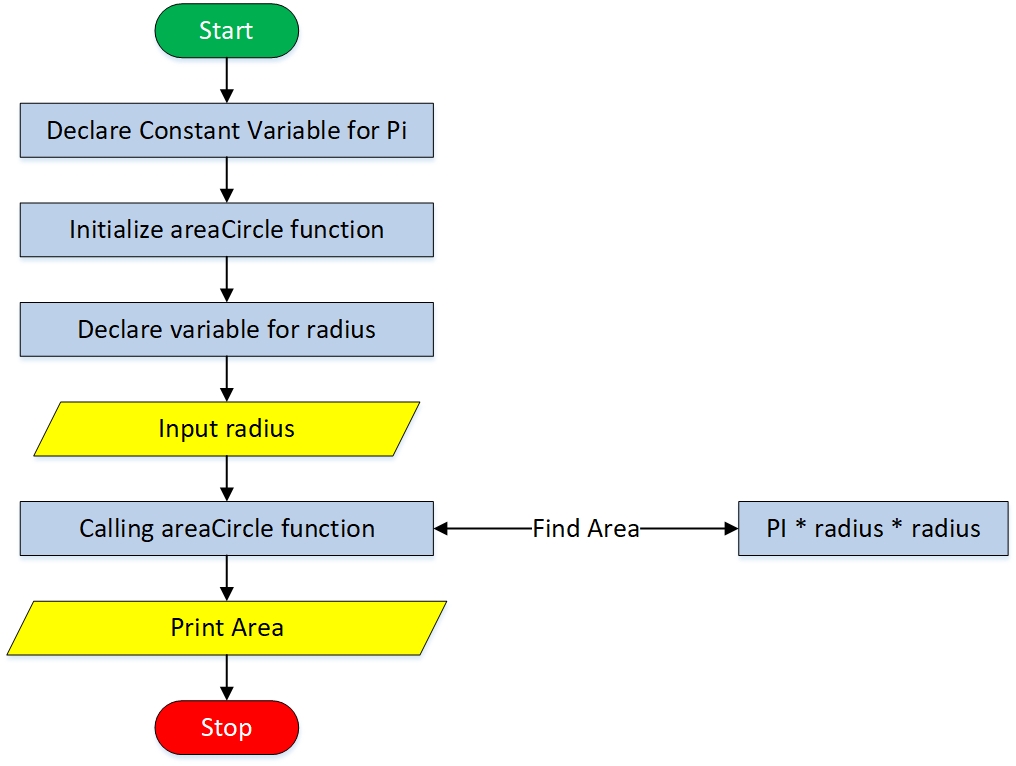 Start
Declare Constant Variable for Pi
Initialize areaCircle function
Declare variable for radius
Input radius
Calling areaCircle function
Find Area
PI * radius * radius
Print Area
Stop